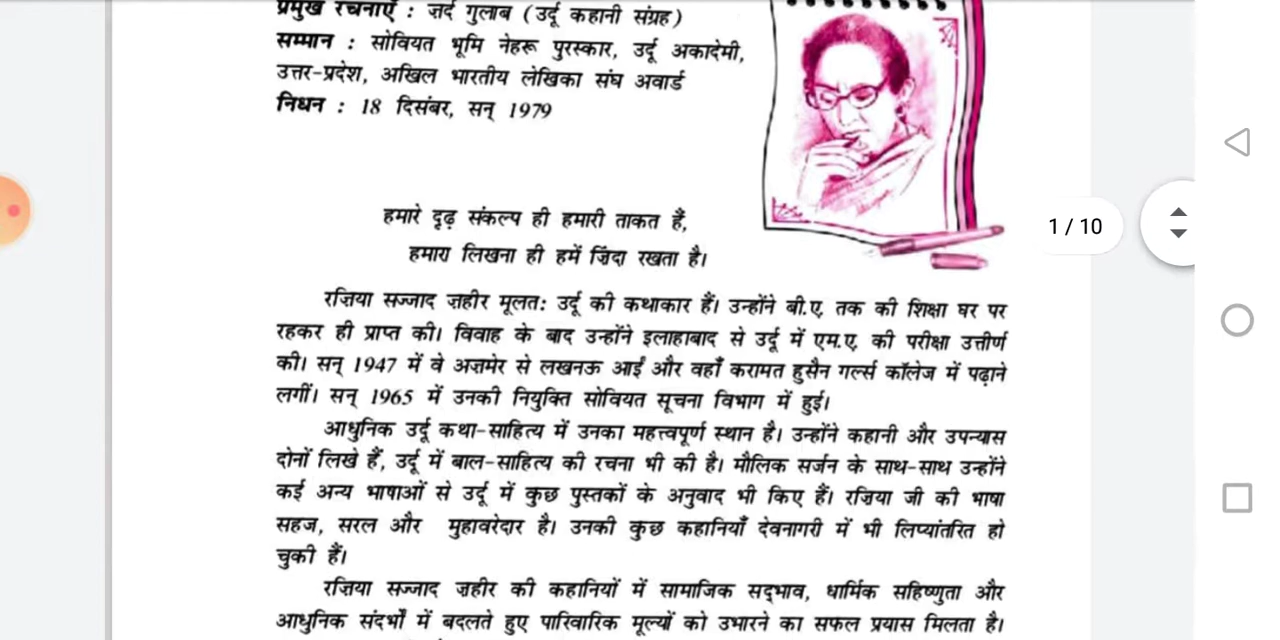 प्रमुख रचनाएँ : ज़र्द गुलाब (उर्दू कहानी संग्रह)
सम्मान : सोवियत भूमि नेहरू पुरस्कार, उर्दू अकादेमी,
उत्तर-प्रदेश, अखिल भारतीय लेखिका संघ अवार्ड
निधन : 18 दिसंबर, सन् 1979
हमारे दृढ़ संकल्प ही हमारी ताकत हैं,
हमारा लिखना ही हमें ज़िंदा रखता है।
1 / 10
रज़िया सज्जाद ज़हीर मूलत: उर्दू की कथाकार हैं। उन्होंने बी.ए. तक की शिक्षा घर पर
रहकर ही प्राप्त की। विवाह के बाद उन्होंने इलाहाबाद से उर्दू में एम.ए. की परीक्षा उत्तीर्ण
की। सन् 1947 में वे अजमेर से लखनऊ आईं और वहाँ करामत हुसैन गर्ल्स कॉलेज में पढ़ाने
लगीं। सन् 1965 में उनकी नियुक्ति सोवियत सूचना विभाग में हुई।
आधुनिक उर्दू कथा-साहित्य में उनका महत्त्वपूर्ण स्थान है। उन्होंने कहानी और उपन्यास
दोनों लिखे हैं, उर्दू में बाल-साहित्य की रचना भी की है। मौलिक सर्जन के साथ-साथ उन्होंने
कई अन्य भाषाओं से उर्दू में कुछ पुस्तकों के अनुवाद भी किए हैं। रज़िया जी की भाषा
सहज, सरल और मुहावरेदार है। उनकी कुछ कहानियाँ देवनागरी में भी लिप्यांतरित हो
चुकी हैं।
रज़िया सज्जाद ज़हीर की कहानियों में सामाजिक सद्भाव, धार्मिक सहिष्णुता और
आधुनिक संदर्भों में बदलते हुए पारिवारिक मूल्यों को उभारने का सफल प्रयास मिलता है।